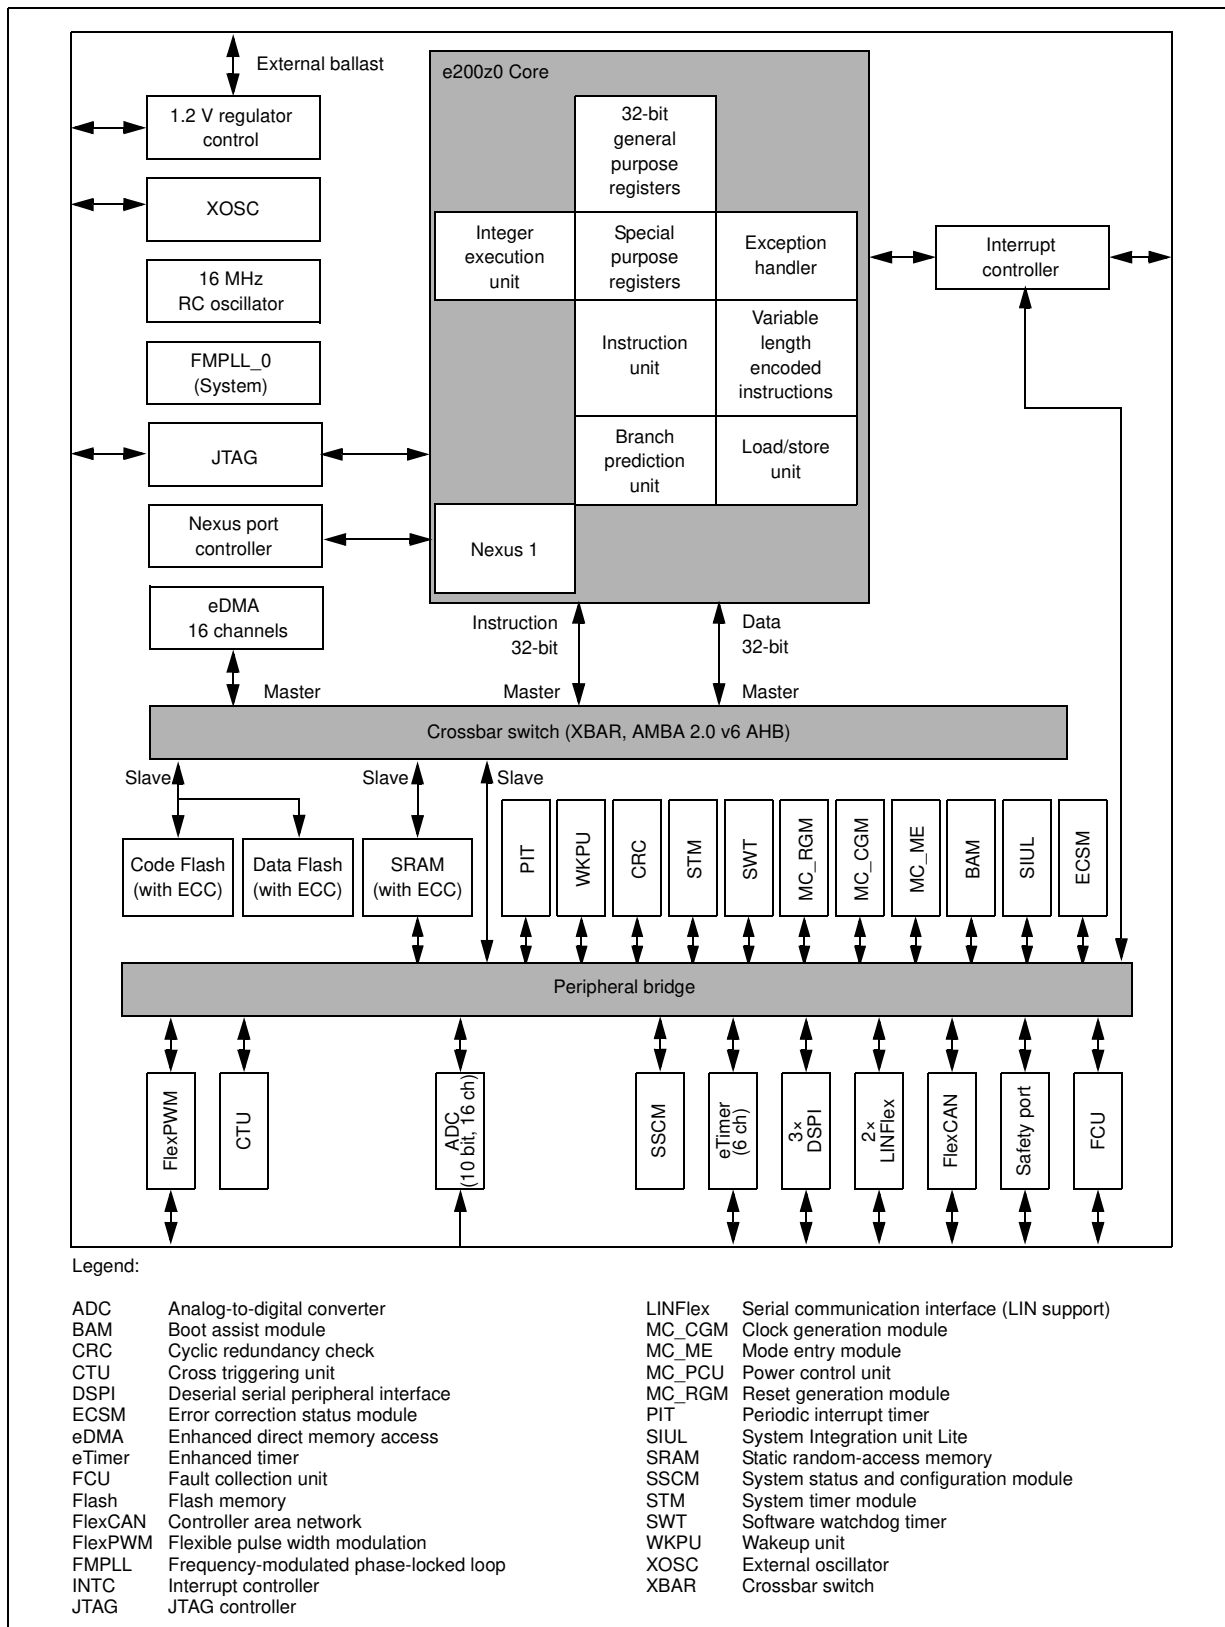 External ballast
1.2 V regulator
control
XOSC
16 MHz
RC oscillator
FMPLL_0
(System)
JTAG
Nexus port
controller
eDMA
16 channels
e200z0 Core
32-bit
general
purpose
registers
Integer
execution
unit
Special
purpose
registers
Exception
handler
Instruction
unit
Variable
length
encoded
instructions
Branch
prediction
unit
Load/store
unit
Nexus 1
Interrupt
controller
Instruction
32-bit
Data
32-bit
Master
Master
Master
Crossbar switch (XBAR, AMBA 2.0 v6 AHB)
Slave
Slave
Slave
Code Flash
(with ECC)
Data Flash
(with ECC)
SRAM
(with ECC)
PIT
WKPU
CRC
STM
SWT
MC_RGM
MC_CGM
MC_ME
BAM
SIUL
ECSM
Peripheral bridge
FlexPWM
CTU
ADC
(10 bit, 16 ch)
SSCM
eTimer
(6 ch)
3×
DSPI
2×
LINFlex
FlexCAN
Safety port
FCU
Legend:
ADC Analog-to-digital converter
BAM Boot assist module
CRC Cyclic redundancy check
CTU Cross triggering unit
DSPI Deserial serial peripheral interface
ECSM Error correction status module
eDMA Enhanced direct memory access
eTimer Enhanced timer
FCU Fault collection unit
Flash Flash memory
FlexCAN Controller area network
FlexPWM Flexible pulse width modulation
FMPLL Frequency-modulated phase-locked loop
INTC Interrupt controller
JTAG JTAG controller
LINFlex Serial communication interface (LIN support)
MC_CGM Clock generation module
MC_ME Mode entry module
MC_PCU Power control unit
MC_RGM Reset generation module
PIT Periodic interrupt timer
SIUL System Integration unit Lite
SRAM Static random-access memory
SSCM System status and configuration module
STM System timer module
SWT Software watchdog timer
WKPU Wakeup unit
XOSC External oscillator
XBAR Crossbar switch